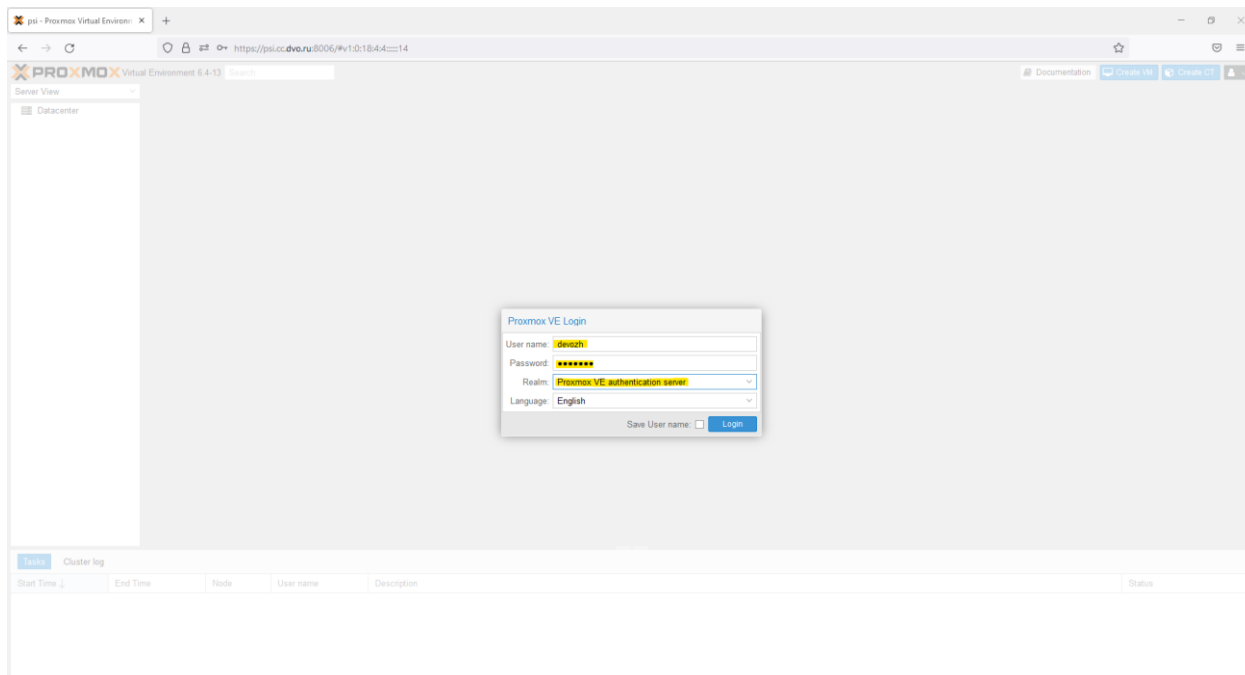 psi - Proxmox Virtual Environ
https://psi.cc.dvo.ru:8006/#v1:0:18:4:4:::::14
PROXMOX Virtual Environment 6.4-13 Search
Documentation Create VM Create CT
Server View
Datacenter
Proxmox VE Login
User name: devozh
Password: •••••••
Realm: Proxmox VE authentication server
Language: English
Save User name: Login
Tasks Cluster log
Start Time ↓ End Time Node User name Description Status